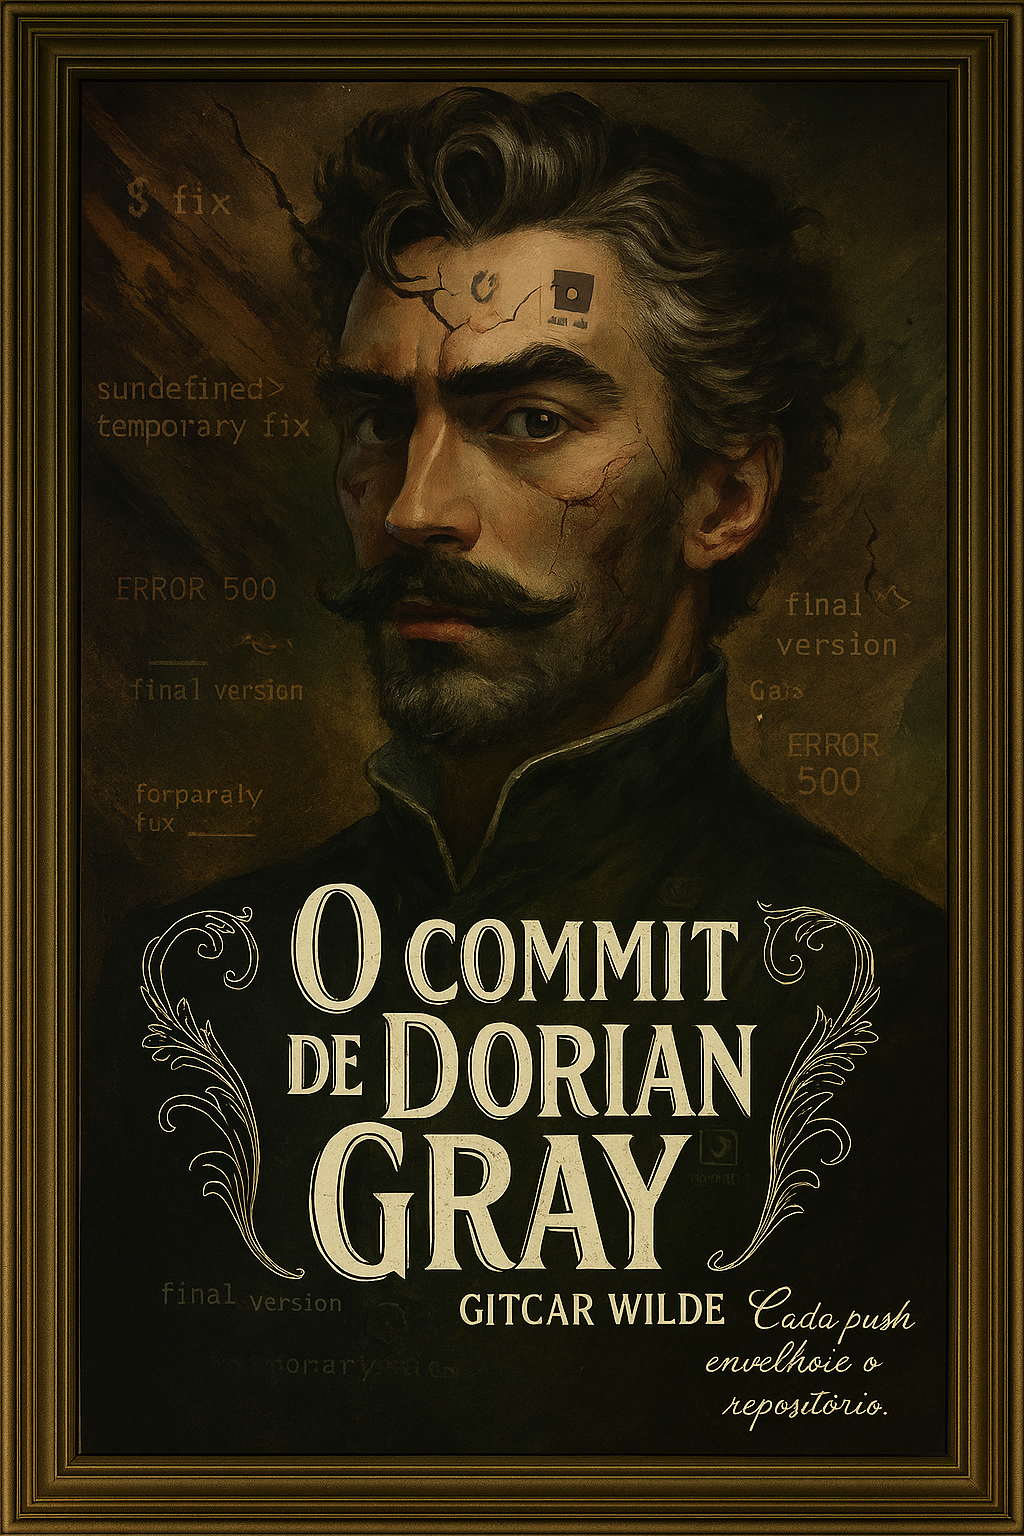 $ fix
sundefined>
temporary fix
ERROR 500
final version
forparaly
fux
final >
version
ERROR
500
O COMMIT
DE DORIAN
GRAY
final version
GITCAR WILDE
Cada push
envelhoie o
repositório.